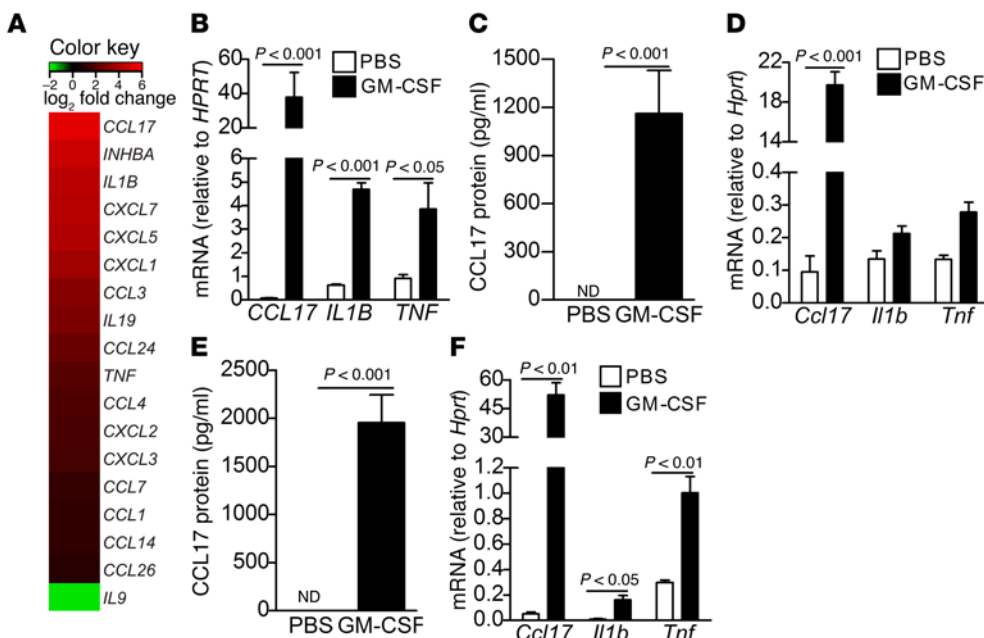 A
Color key
−2 0 2 4 6
log2 fold change
CCL17
INHBA
IL1B
CXCL7
CXCL5
CXCL1
CCL3
IL19
CCL24
TNF
CCL4
CXCL2
CXCL3
CCL7
CCL1
CCL14
CCL26
IL9
B
P < 0.001
PBS
GM-CSF
60
40
20
6
5
4
3
2
1
0
mRNA (relative to HPRT)
P < 0.001 P < 0.05
CCL17 IL1B TNF
C
P < 0.001
1500
1200
900
600
300
0
CCL17 protein (pg/ml)
ND
PBS GM-CSF
D
P < 0.001
PBS
GM-CSF
22
18
14
0.4
0.3
0.2
0.1
0.0
mRNA (relative to Hprt)
Ccl17 Il1b Tnf
E
P < 0.001
2500
2000
1500
2000
500
0
CCL17 protein (pg/ml)
ND
PBS GM-CSF
F
P < 0.01
PBS
GM-CSF
60
45
30
1.2
1.0
0.8
0.6
0.4
0.2
0.0
mRNA (relative to Hprt)
P < 0.01
P < 0.05
Ccl17 Il1b Tnf